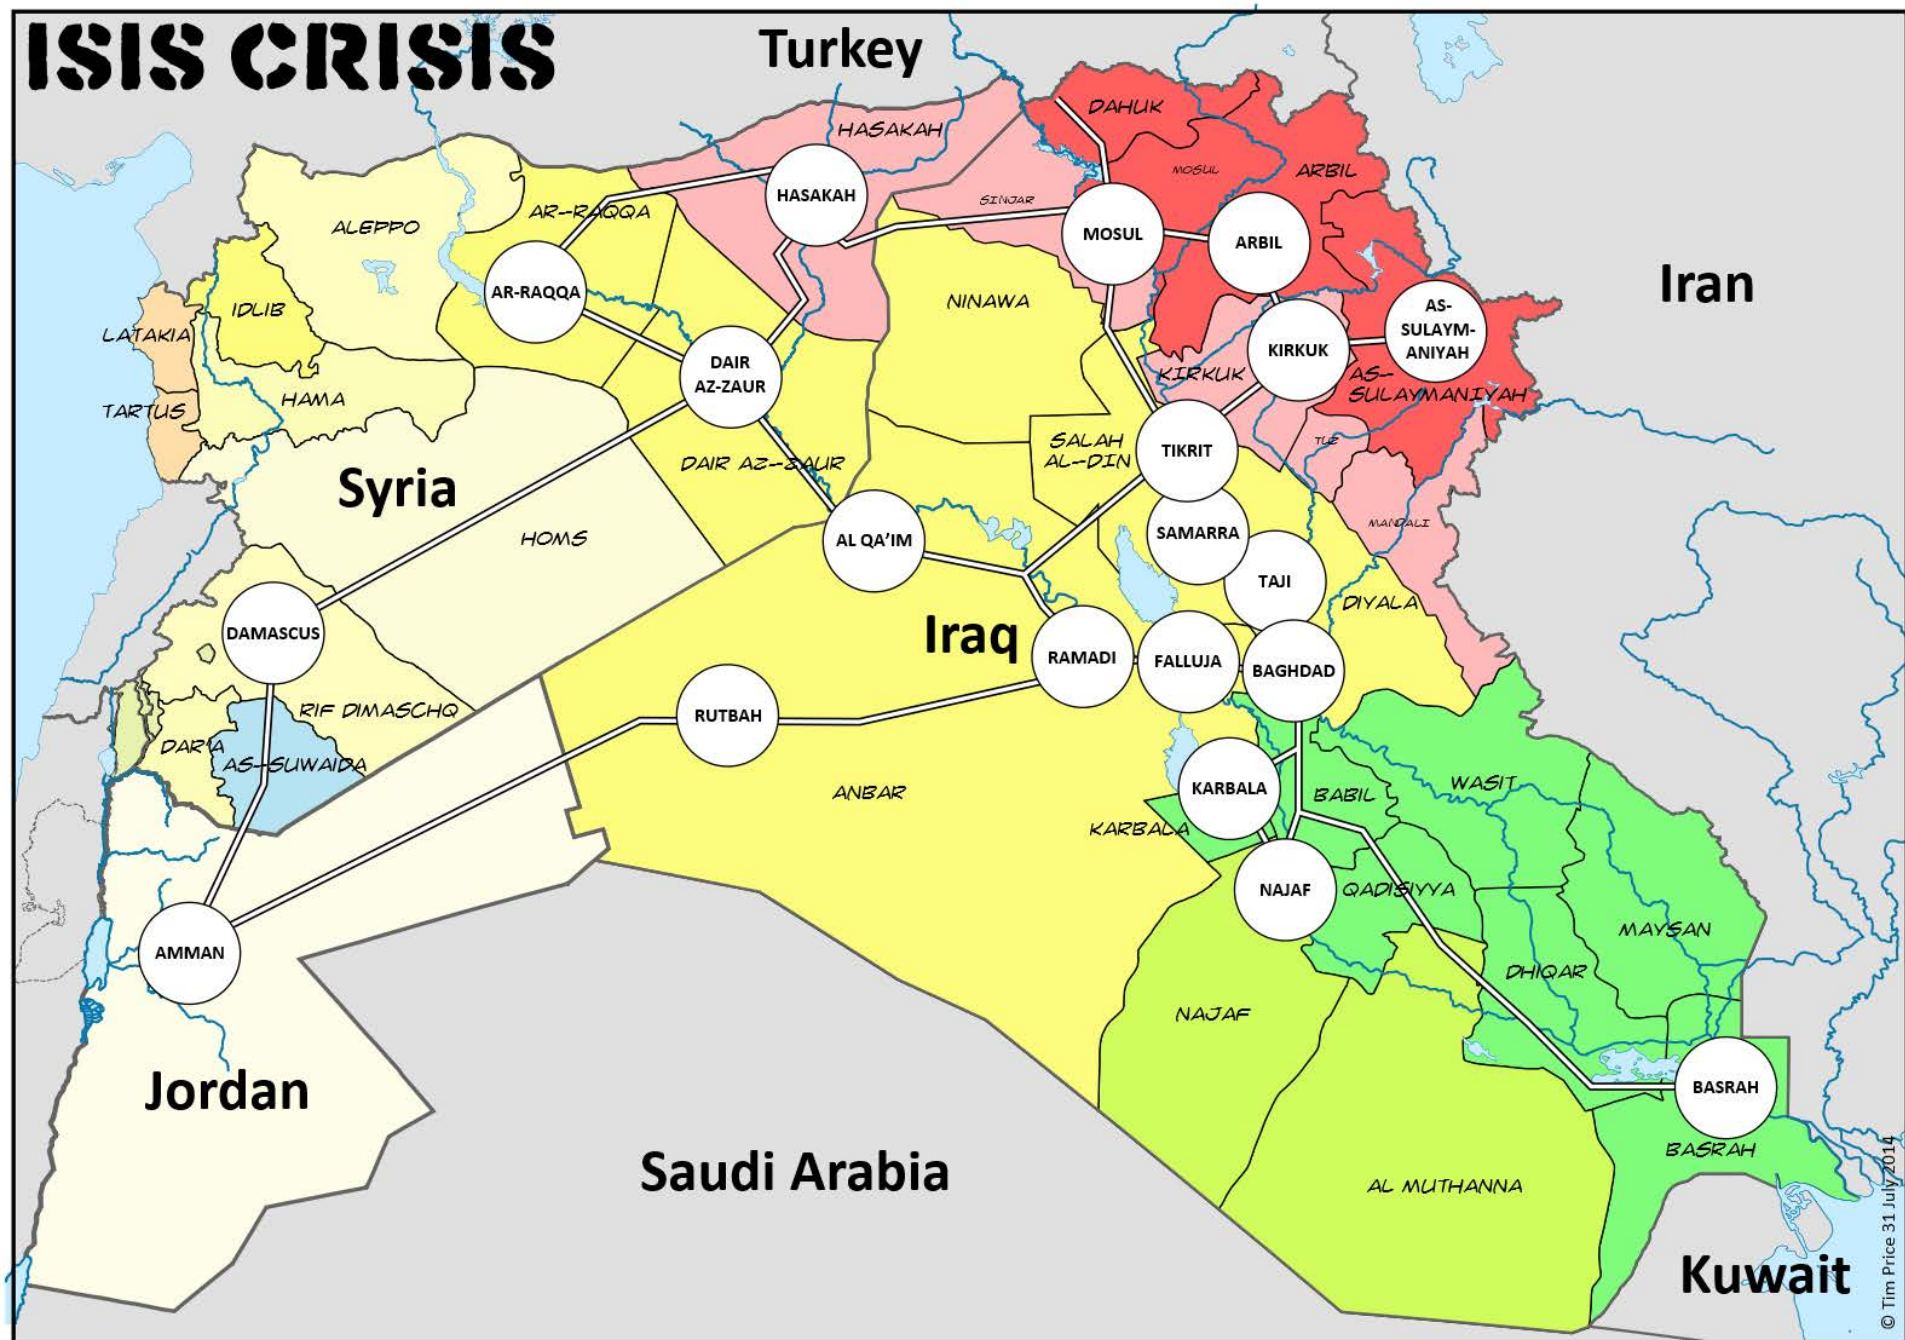 ISIS CRISIS
Turkey
DAHUK
HASAKAH
MOSUL
ARBIL
HASAKAH
SINJAR
AR-RAQQA
ALEPPO
MOSUL
ARBIL
Iran
AR-RAQQA
NINAWA
IDLIB
AS-
SULAYM-
ANIYAH
LATAKIA
KIRKUK
DAIR
AZ-ZAUR
KIRKUK
AS-
SULAYMANIYAH
HAMA
TARTUS
TUZ
SALAH
AL-DIN
TIKRIT
DAIR AZ-ZAUR
Syria
MANDALI
HOMS
AL QA'IM
SAMARRA
TAJI
DIYALA
DAMASCUS
Iraq
RAMADI
FALLUJA
BAGHDAD
RIF DIMASCHQ
RUTBAH
DAR'A
AS-SUWAIDA
ANBAR
KARBALA
BABIL
WASIT
KARBALA
NAJAF
QADISIYYA
MAYSAN
AMMAN
DHIQAR
NAJAF
Jordan
BASRAH
BASRAH
Saudi Arabia
AL MUTHANNA
Kuwait
© Tim Price 31 July 2014